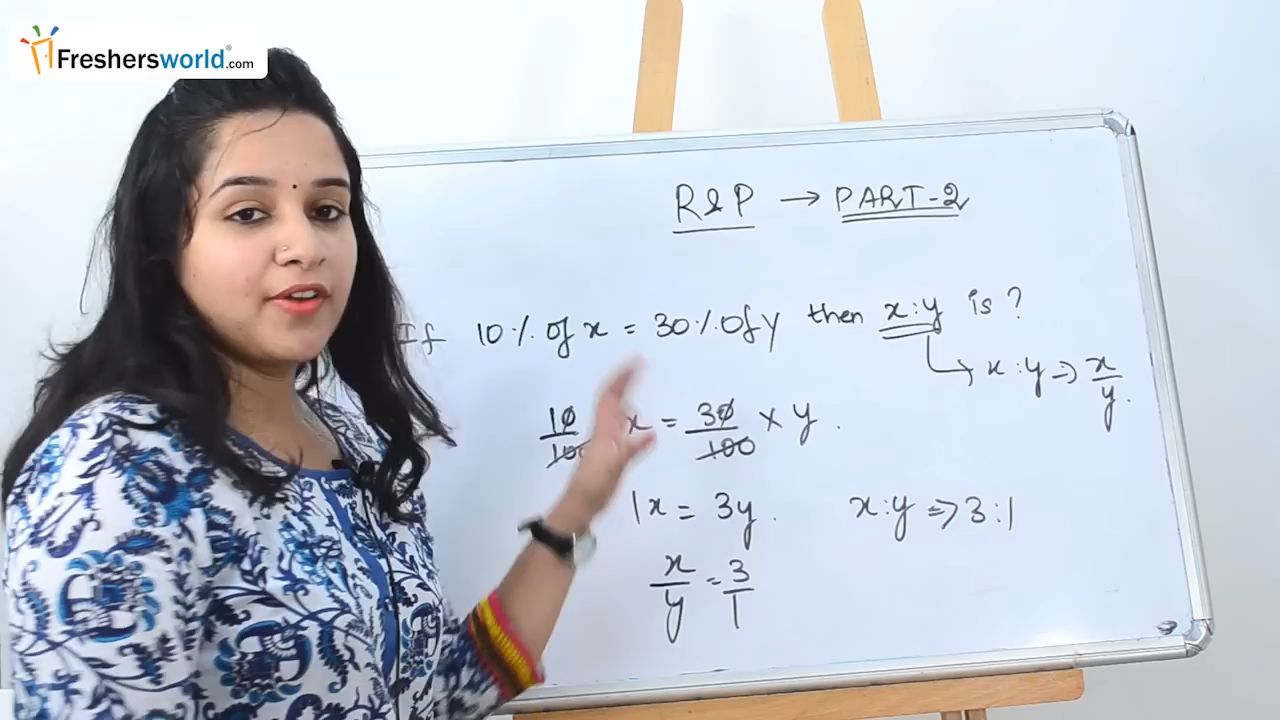 Freshersworld.com
R&P → PART-2
If 10% of x = 30% of y then x:y is ?
x:y ⇒ x/y.
10/100 x = 30/100 × y.
1x = 3y.
x:y ⇒ 3:1
x/y = 3/1